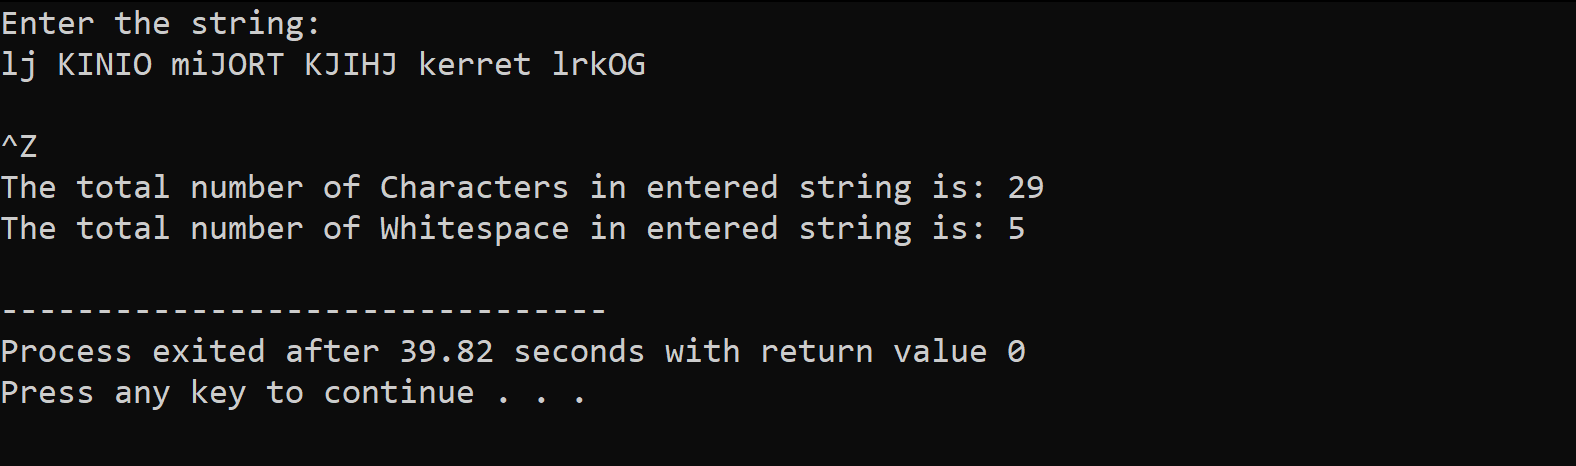 Enter the string:
lj KINIO miJORT KJIHJ kerret lrkOG
^Z
The total number of Characters in entered string is: 29
The total number of Whitespace in entered string is: 5
--------------------------------
Process exited after 39.82 seconds with return value 0
Press any key to continue . . .